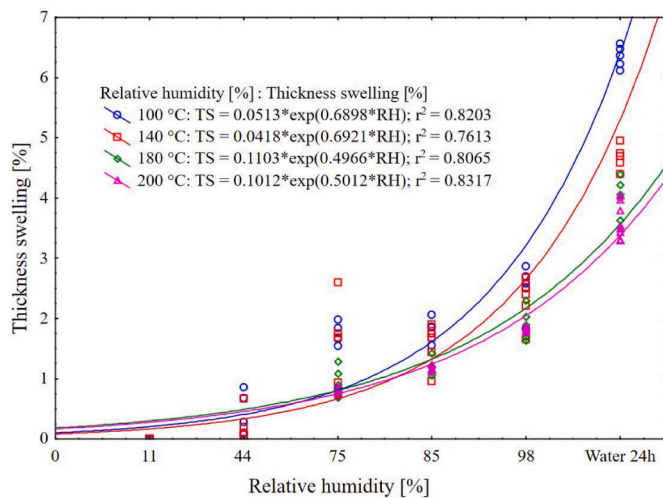 7
6
5
4
3
2
1
0
Thickness swelling [%]
Relative humidity [%] : Thickness swelling [%]
100 °C: TS = 0.0513*exp(0.6898*RH); r² = 0.8203
140 °C: TS = 0.0418*exp(0.6921*RH); r² = 0.7613
180 °C: TS = 0.1103*exp(0.4966*RH); r² = 0.8065
200 °C: TS = 0.1012*exp(0.5012*RH); r² = 0.8317
0 11 44 75 85 98 Water 24h
Relative humidity [%]